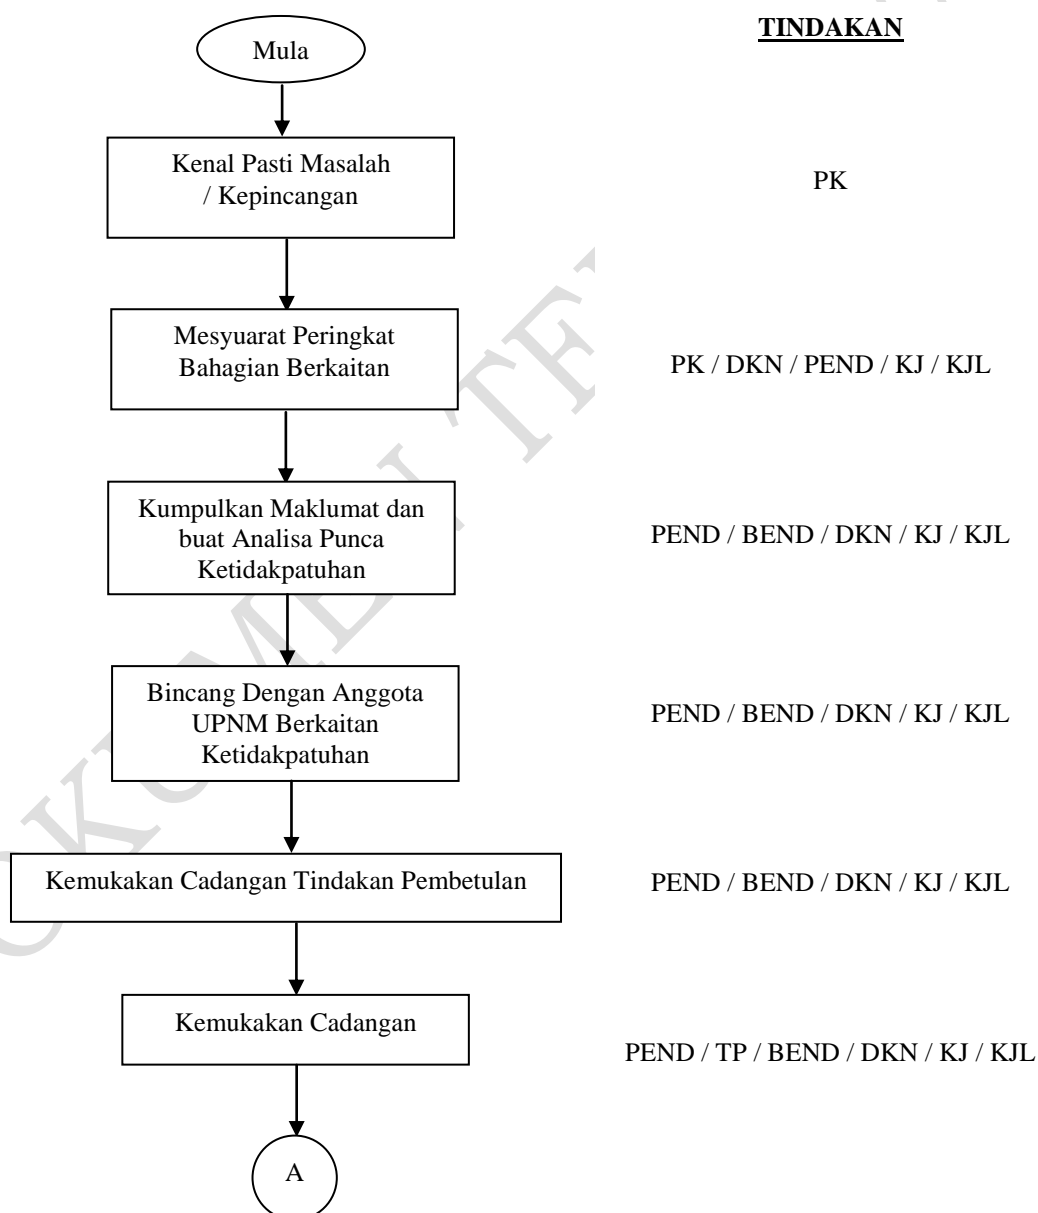 TINDAKAN
Mula
Kenal Pasti Masalah
/ Kepincangan
PK
Mesyuarat Peringkat
Bahagian Berkaitan
PK / DKN / PEND / KJ / KJL
Kumpulkan Maklumat dan
buat Analisa Punca
Ketidakpatuhan
PEND / BEND / DKN / KJ / KJL
Bincang Dengan Anggota
UPNM Berkaitan
Ketidakpatuhan
PEND / BEND / DKN / KJ / KJL
Kemukakan Cadangan Tindakan Pembetulan
PEND / BEND / DKN / KJ / KJL
Kemukakan Cadangan
PEND / TP / BEND / DKN / KJ / KJL
A